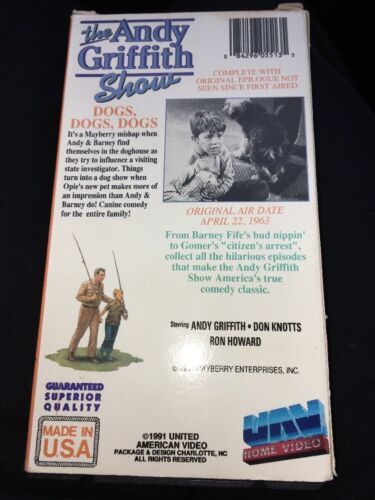 the Andy
Griffith
Show
DOGS,
DOGS, DOGS
It's a Mayberry mishap when
Andy & Barney find
themselves in the doghouse as
they try to influence a visiting
state investigator. Things
turn into a dog show when
Opie's new pet makes more of
an impression than Andy &
Barney do! Canine comedy
for the entire family!
0 84296 05513 5
COMPLETE WITH
ORIGINAL EPILOGUE NOT
SEEN SINCE FIRST AIRED
ORIGINAL AIR DATE
APRIL 22, 1963
From Barney Fife's bud nippin'
to Gomer's "citizen's arrest",
collect all the hilarious episodes
that make the Andy Griffith
Show America's true
comedy classic.
Starring ANDY GRIFFITH • DON KNOTTS
RON HOWARD
MAYBERRY ENTERPRISES, INC.
GUARANTEED
SUPERIOR
QUALITY
MADE IN
U.S.A
©1991 UNITED
AMERICAN VIDEO
PACKAGE & DESIGN CHARLOTTE, NC
ALL RIGHTS RESERVED
UAV
HOME VIDEO